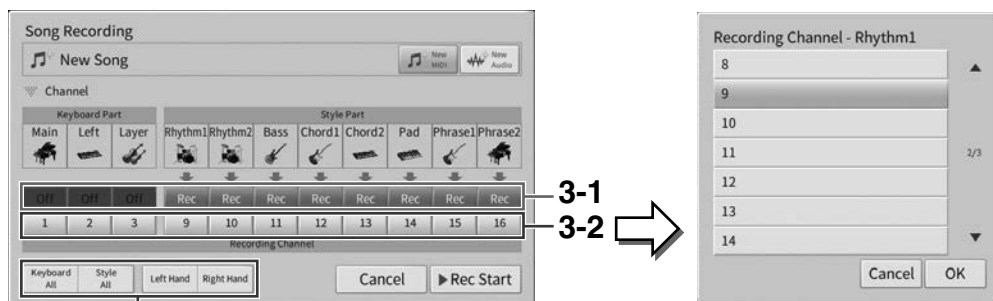 Song Recording
New Song
New MIDI
New Audio
Channel
Keyboard Part
Style Part
Main Left Layer Rhythm1 Rhythm2 Bass Chord1 Chord2 Pad Phrase1 Phrase2
Off Off Off Rec Rec Rec Rec Rec Rec Rec Rec
3-1
1 2 3 9 10 11 12 13 14 15 16
3-2
Recording Channel
Keyboard All
Style All
Left Hand
Right Hand
Cancel
Rec Start
Recording Channel - Rhythm1
8
9
10
11
2/3
12
13
14
Cancel OK